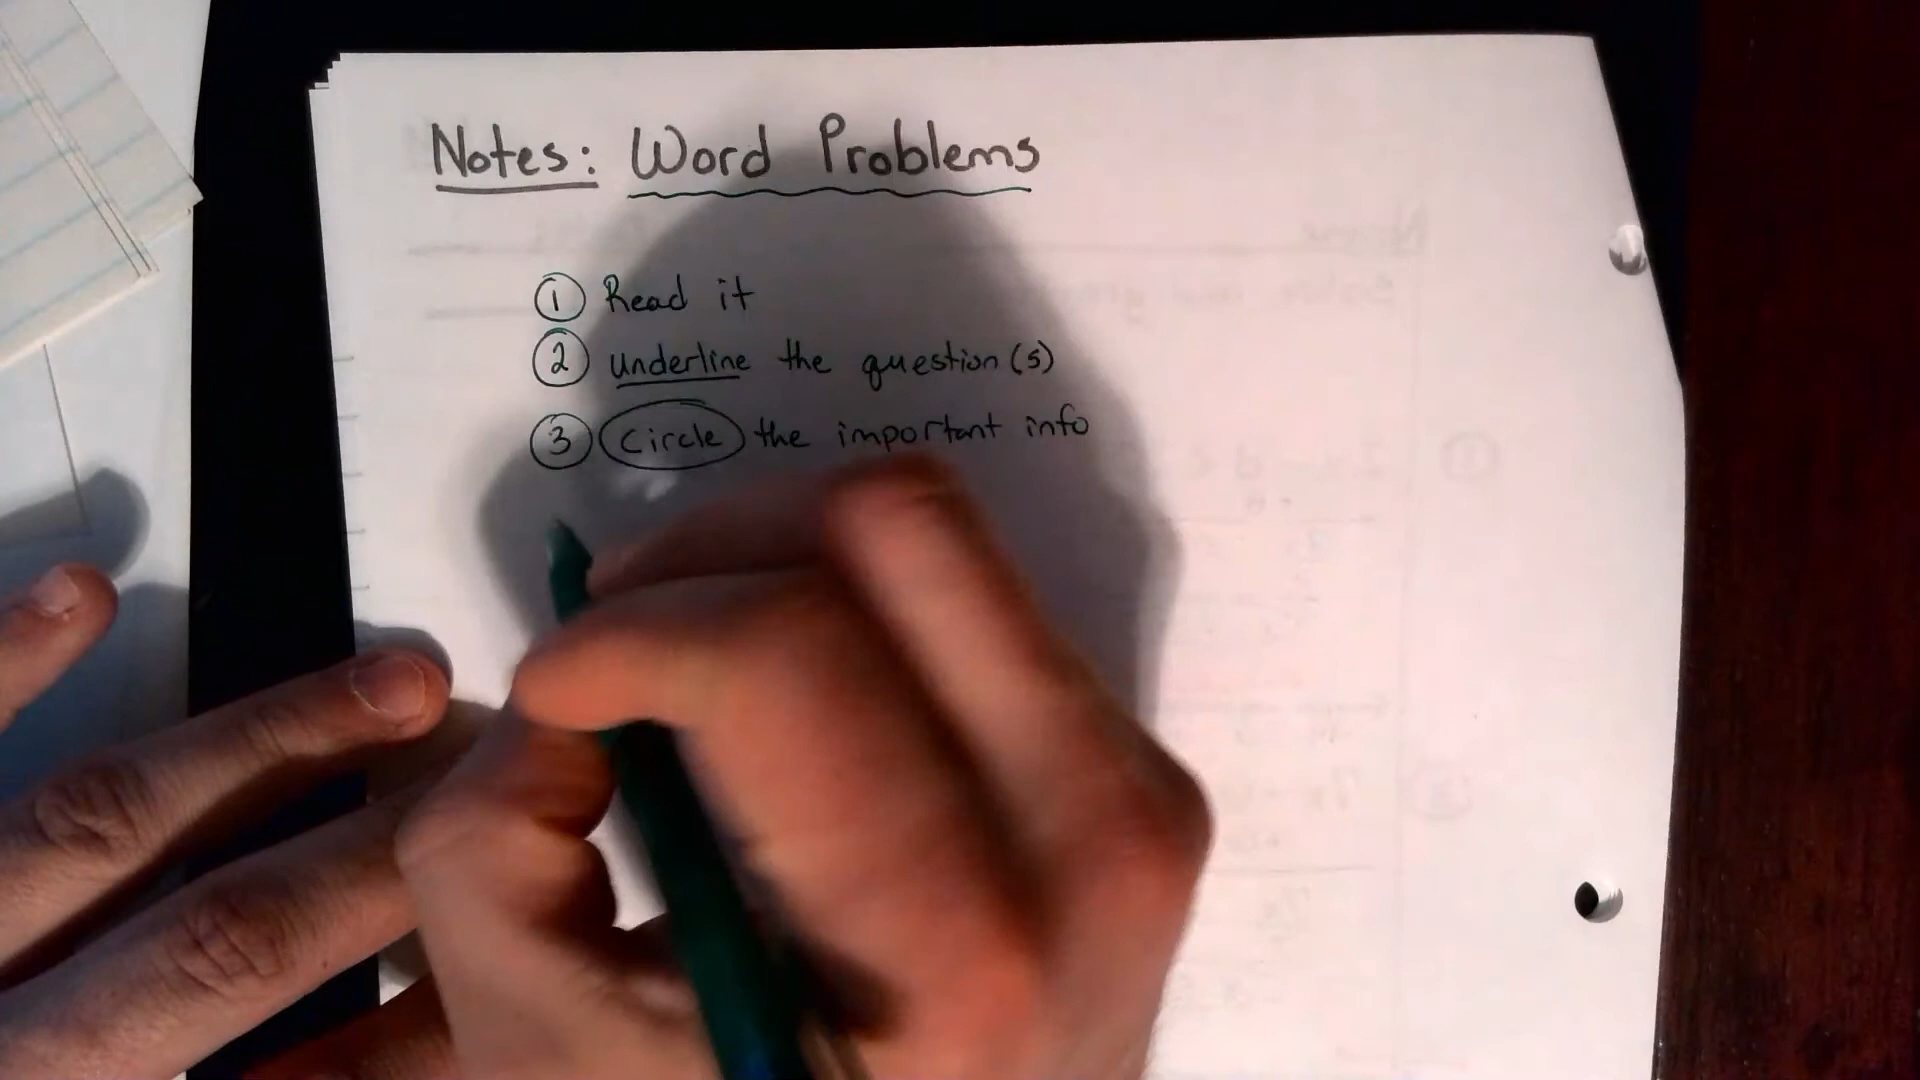 Notes: Word Problems
① Read it
② underline the question(s)
③ circle the important info